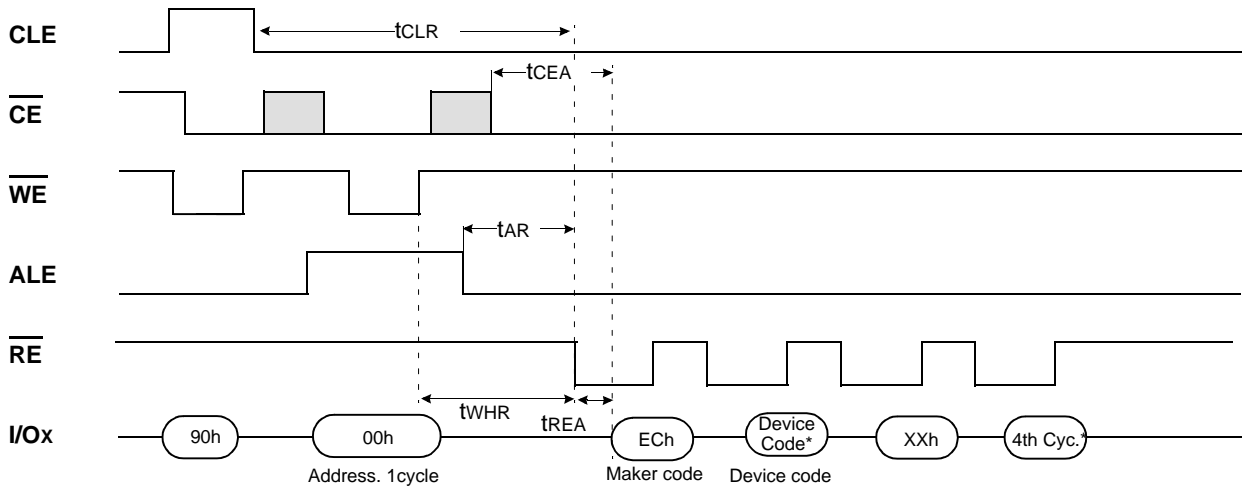 CLE
tCLR
tCEA
CE
WE
tAR
ALE
RE
tWHR
tREA
I/Ox
90h
00h
ECh
Device
Code*
XXh
4th Cyc.*
Address. 1cycle
Maker code
Device code